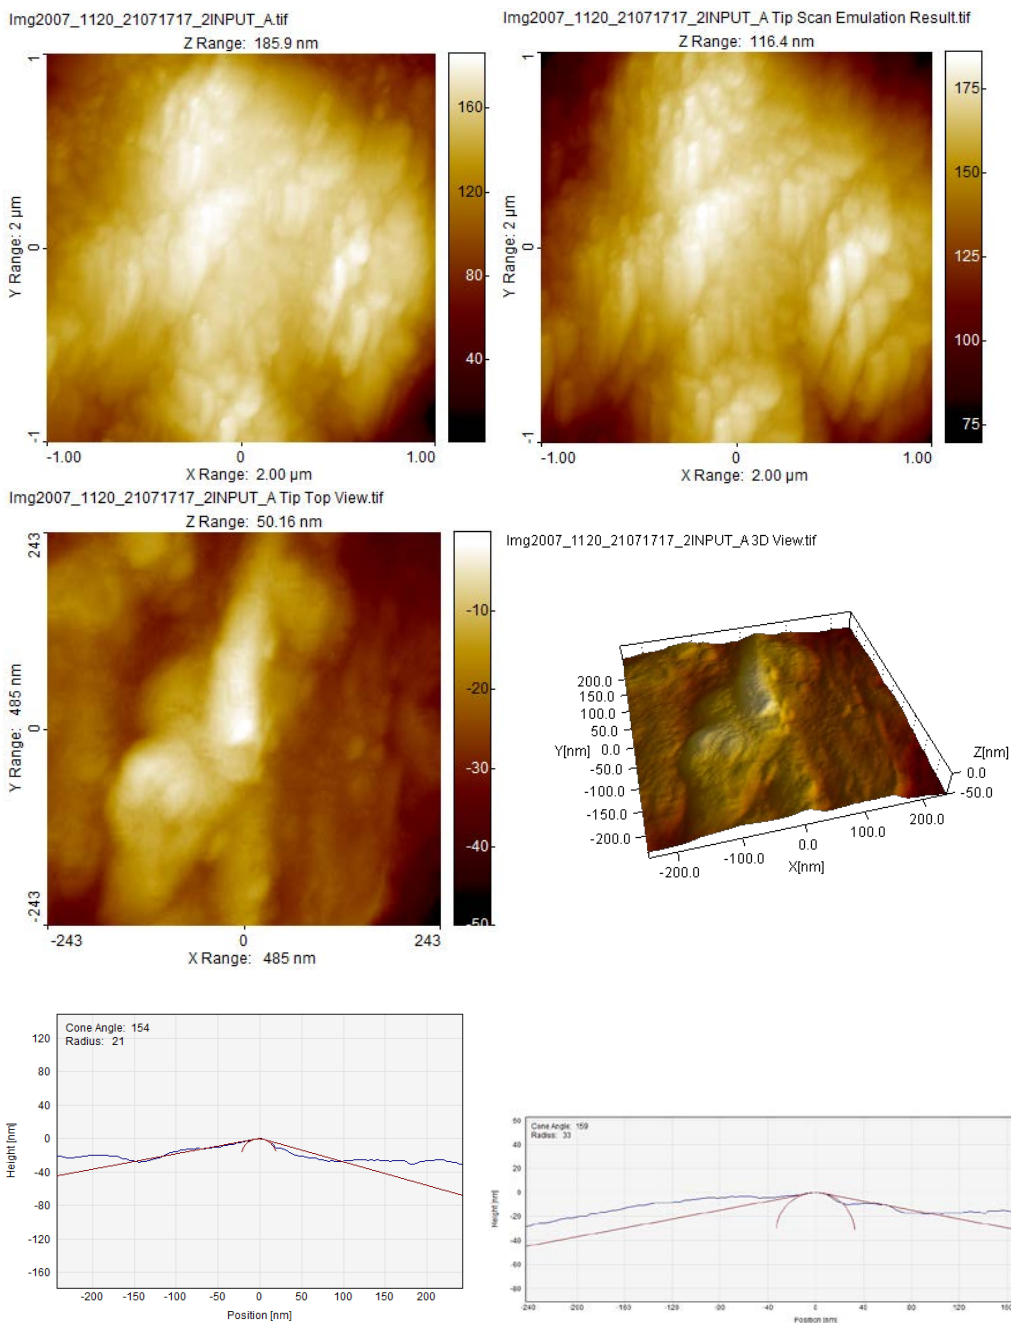 Img2007_1120_21071717_2INPUT_A.tif
Z Range: 185.9 nm
1
0
-1
Y Range: 2 µm
-1.00 0 1.00
X Range: 2.00 µm
160
120
80
40
Img2007_1120_21071717_2INPUT_A Tip Scan Emulation Result.tif
Z Range: 116.4 nm
1
0
-1
Y Range: 2 µm
-1.00 0 1.00
X Range: 2.00 µm
175
150
125
100
75
Img2007_1120_21071717_2INPUT_A Tip Top View.tif
Z Range: 50.16 nm
243
0
-243
Y Range: 485 nm
-243 0 243
X Range: 485 nm
-10
-20
-30
-40
-50
Img2007_1120_21071717_2INPUT_A 3D View.tif
200.0
150.0
100.0
50.0
Y[nm] 0.0
-50.0
-100.0
-150.0
-200.0
-200.0 -100.0 0.0 100.0 200.0
X[nm]
Z[nm]
0.0
-50.0
Cone Angle: 154
Radius: 21
120
80
40
0
-40
-80
-120
-160
Height [nm]
-200 -150 -100 -50 0 50 100 150 200
Position [nm]
Cone Angle: 159
Radius: 33
60
40
20
0
-20
-40
-60
-80
Height [nm]
-240 -200 -160 -120 -80 -40 0 40 80 120 160
Position [nm]